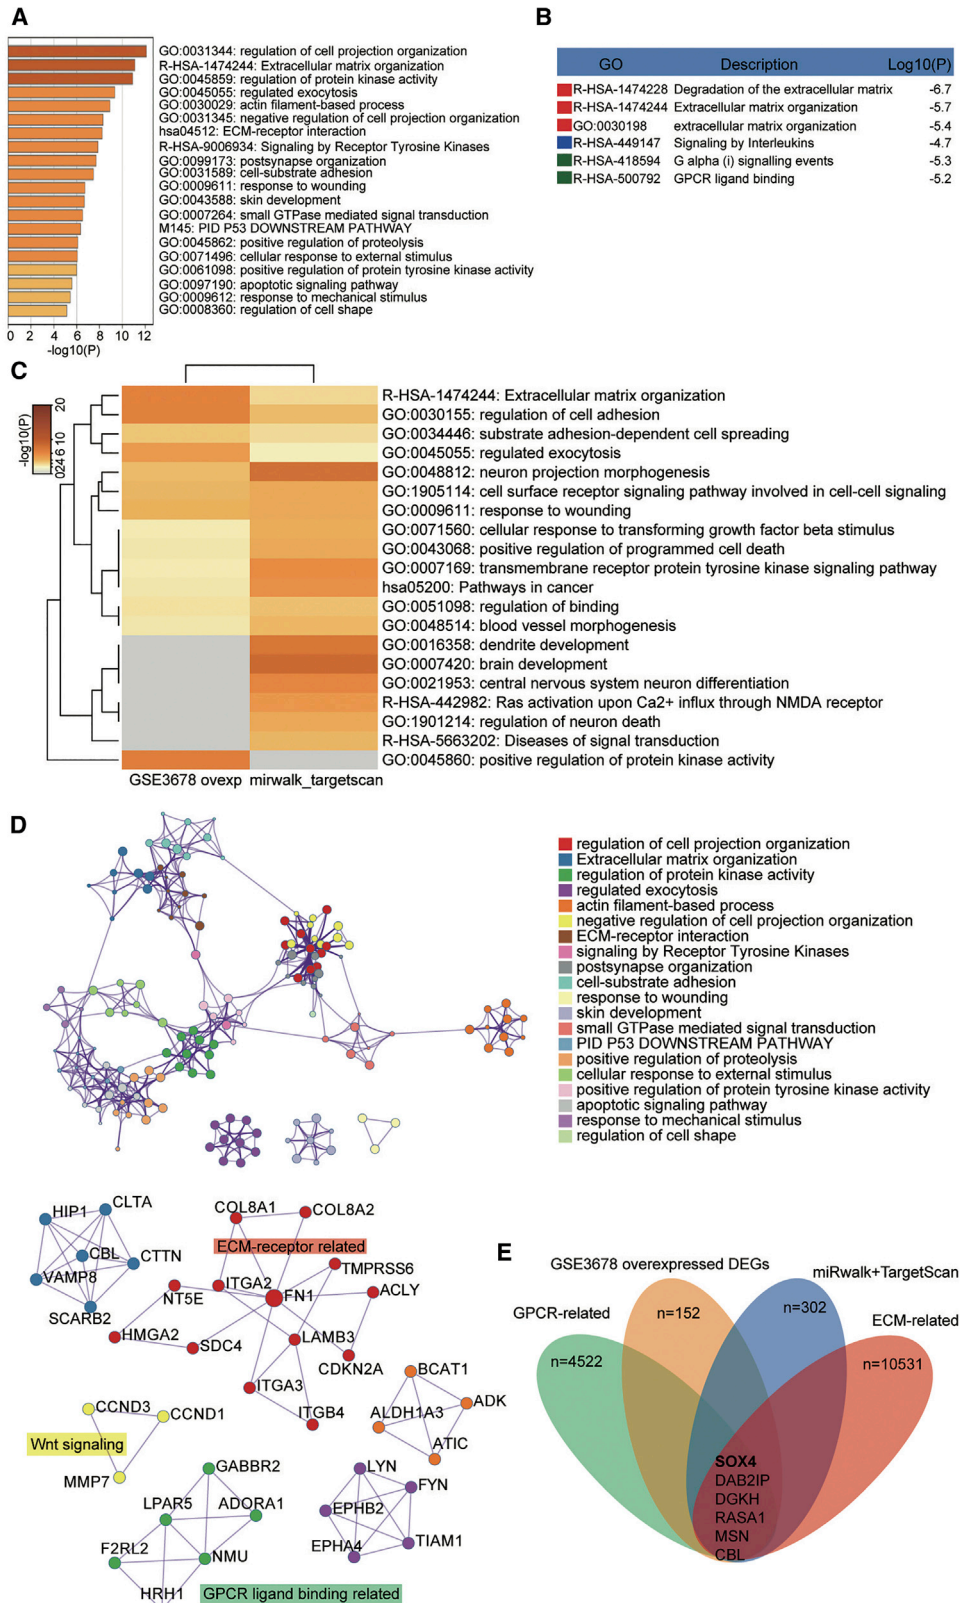 A
GO:0031344: regulation of cell projection organization
R-HSA-1474244: Extracellular matrix organization
GO:0045859: regulation of protein kinase activity
GO:0045055: regulated exocytosis
GO:0030029: actin filament-based process
GO:0031345: negative regulation of cell projection organization
hsa04512: ECM-receptor interaction
R-HSA-9006934: Signaling by Receptor Tyrosine Kinases
GO:0099173: postsynapse organization
GO:0031589: cell-substrate adhesion
GO:0009611: response to wounding
GO:0043588: skin development
GO:0007264: small GTPase mediated signal transduction
M145: PID P53 DOWNSTREAM PATHWAY
GO:0045862: positive regulation of proteolysis
GO:0071496: cellular response to external stimulus
GO:0061098: positive regulation of protein tyrosine kinase activity
GO:0097190: apoptotic signaling pathway
GO:0009612: response to mechanical stimulus
GO:0008360: regulation of cell shape
0 2 4 6 8 10 12
-log10(P)
B
GO Description Log10(P)
R-HSA-1474228 Degradation of the extracellular matrix -6.7
R-HSA-1474244 Extracellular matrix organization -5.7
GO:0030198 extracellular matrix organization -5.4
R-HSA-449147 Signaling by Interleukins -4.7
R-HSA-418594 G alpha (i) signalling events -5.3
R-HSA-500792 GPCR ligand binding -5.2
C
-log10(P)
0 2 4 6 10 20
R-HSA-1474244: Extracellular matrix organization
GO:0030155: regulation of cell adhesion
GO:0034446: substrate adhesion-dependent cell spreading
GO:0045055: regulated exocytosis
GO:0048812: neuron projection morphogenesis
GO:1905114: cell surface receptor signaling pathway involved in cell-cell signaling
GO:0009611: response to wounding
GO:0071560: cellular response to transforming growth factor beta stimulus
GO:0043068: positive regulation of programmed cell death
GO:0007169: transmembrane receptor protein tyrosine kinase signaling pathway
hsa05200: Pathways in cancer
GO:0051098: regulation of binding
GO:0048514: blood vessel morphogenesis
GO:0016358: dendrite development
GO:0007420: brain development
GO:0021953: central nervous system neuron differentiation
R-HSA-442982: Ras activation upon Ca2+ influx through NMDA receptor
GO:1901214: regulation of neuron death
R-HSA-5663202: Diseases of signal transduction
GO:0045860: positive regulation of protein kinase activity
GSE3678 ovexp mirwalk_targetscan
D
regulation of cell projection organization
Extracellular matrix organization
regulation of protein kinase activity
regulated exocytosis
actin filament-based process
negative regulation of cell projection organization
ECM-receptor interaction
signaling by Receptor Tyrosine Kinases
postsynapse organization
cell-substrate adhesion
response to wounding
skin development
small GTPase mediated signal transduction
PID P53 DOWNSTREAM PATHWAY
positive regulation of proteolysis
cellular response to external stimulus
positive regulation of protein tyrosine kinase activity
apoptotic signaling pathway
response to mechanical stimulus
regulation of cell shape
HIP1
CLTA
CBL
CTTN
VAMP8
SCARB2
COL8A1
COL8A2
ECM-receptor related
TMPRSS6
ITGA2
NT5E
FN1
ACLY
HMGA2
SDC4
LAMB3
CDKN2A
ITGA3
ITGB4
BCAT1
ADK
ALDH1A3
ATIC
CCND3
CCND1
Wnt signaling
MMP7
GABBR2
LPAR5
ADORA1
F2RL2
NMU
HRH1
GPCR ligand binding related
LYN
FYN
EPHB2
EPHA4
TIAM1
E
GSE3678 overexpressed DEGs
miRwalk+TargetScan
GPCR-related
ECM-related
n=152
n=302
n=4522
n=10531
SOX4
DAB2IP
DGKH
RASA1
MSN
CBL